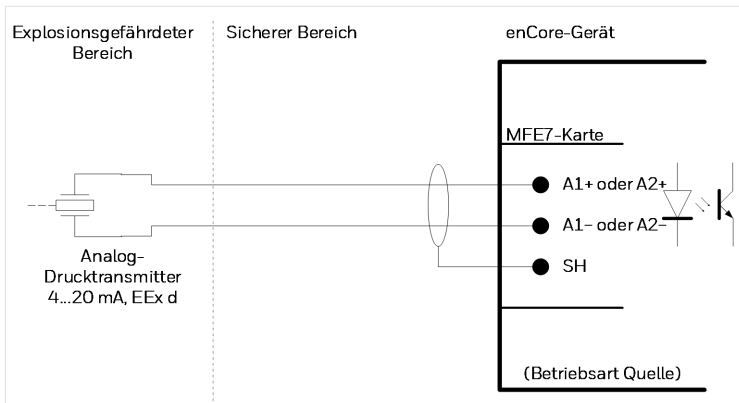 Explosionsgefährdeter
Bereich
Sicherer Bereich
enCore-Gerät
MFE7-Karte
A1+ oder A2+
A1– oder A2–
SH
Analog-
Drucktransmitter
4...20 mA, EEx d
(Betriebsart Quelle)